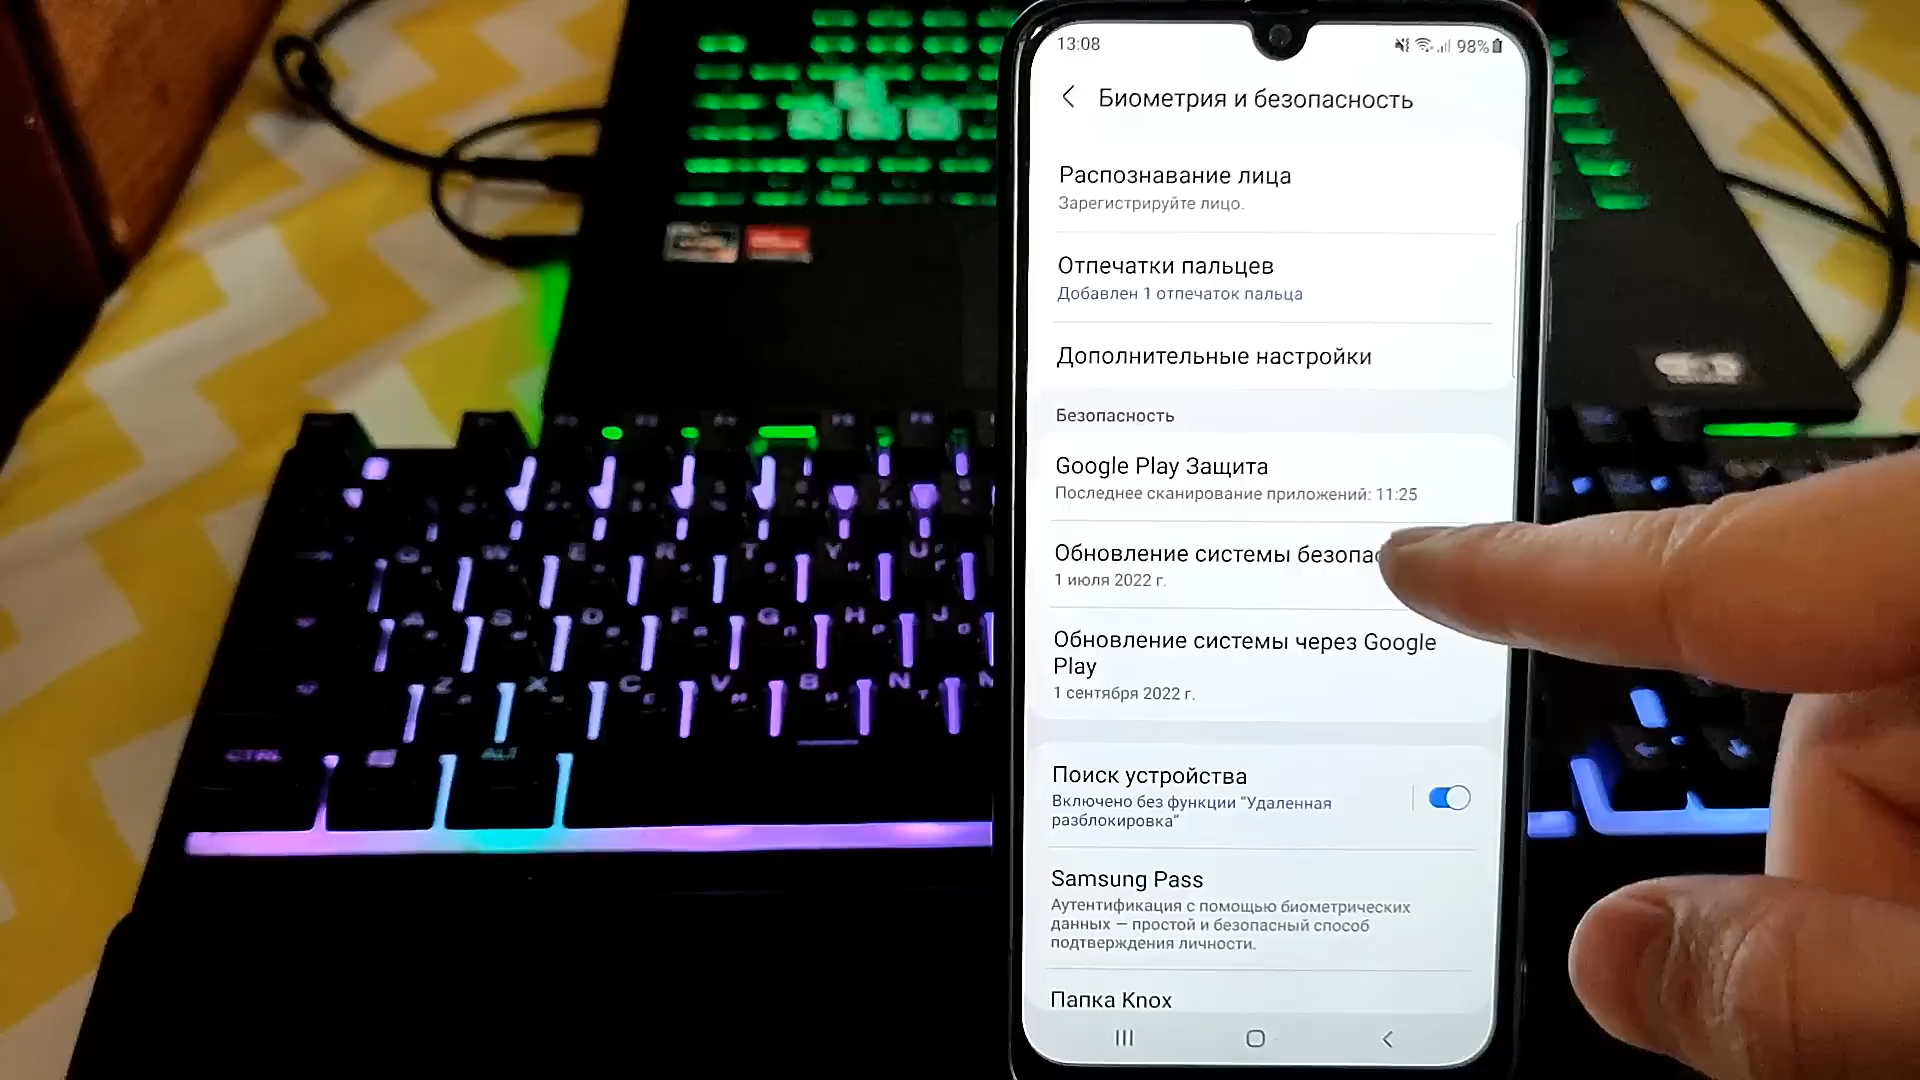 13:08
98%
Биометрия и безопасность
Распознавание лица
Зарегистрируйте лицо.
Отпечатки пальцев
Добавлен 1 отпечаток пальца
Дополнительные настройки
Безопасность
Google Play Защита
Последнее сканирование приложений: 11:25
Обновление системы безопас
1 июля 2022 г.
Обновление системы через Google
Play
1 сентября 2022 г.
Поиск устройства
Включено без функции "Удаленная
разблокировка"
Samsung Pass
Аутентификация с помощью биометрических
данных — простой и безопасный способ
подтверждения личности.
Папка Knox
W E R T Y U
A S D F G H J
Z X C V B N
CTRL
ALT